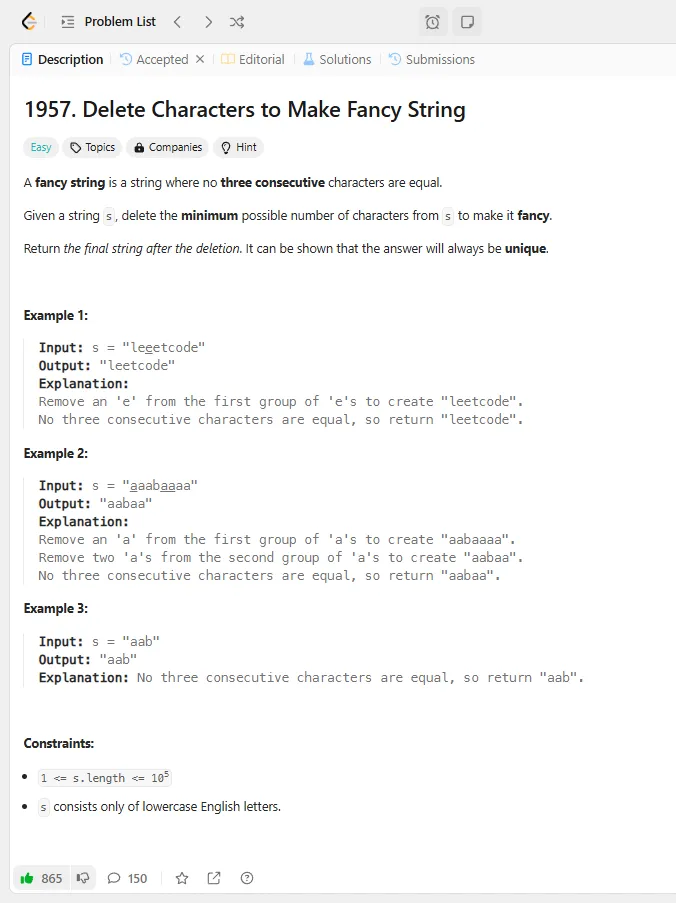 Problem List
Description Accepted Editorial Solutions Submissions
1957. Delete Characters to Make Fancy String
Easy Topics Companies Hint
A fancy string is a string where no three consecutive characters are equal.
Given a string s, delete the minimum possible number of characters from s to make it fancy.
Return the final string after the deletion. It can be shown that the answer will always be unique.
Example 1:
Input: s = "leeetcode"
Output: "leetcode"
Explanation:
Remove an 'e' from the first group of 'e's to create "leetcode".
No three consecutive characters are equal, so return "leetcode".
Example 2:
Input: s = "aaabaaaa"
Output: "aabaa"
Explanation:
Remove an 'a' from the first group of 'a's to create "aabaaaa".
Remove two 'a's from the second group of 'a's to create "aabaa".
No three consecutive characters are equal, so return "aabaa".
Example 3:
Input: s = "aab"
Output: "aab"
Explanation: No three consecutive characters are equal, so return "aab".
Constraints:
• 1 <= s.length <= 10⁵
• s consists only of lowercase English letters.
865 150